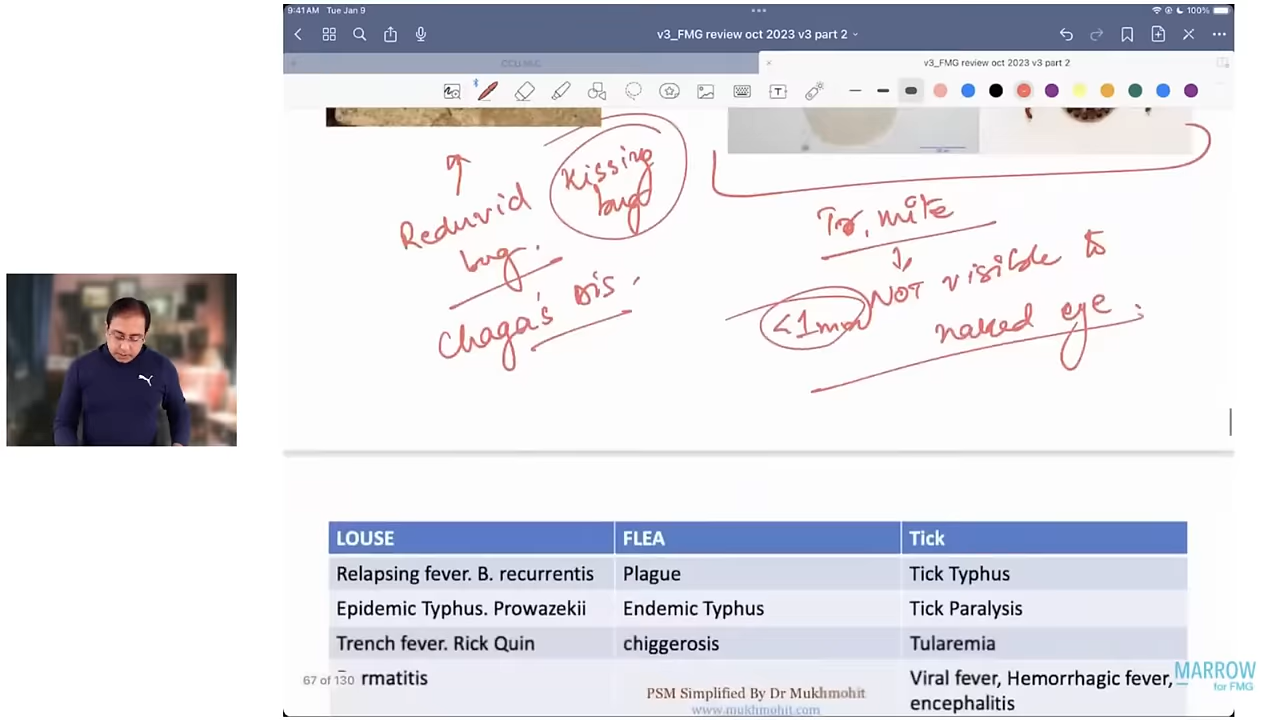 9:41 AM Tue Jan 9
100%
v3_FMG review oct 2023 v3 part 2
v3_FMG review oct 2023 v3 part 2
T
Reduvid
bug.
Kissing
bug
Chaga's Dis.
Tr. mite
NOT visible to
naked eye
<1mm
LOUSE FLEA Tick
Relapsing fever. B. recurrentis Plague Tick Typhus
Epidemic Typhus. Prowazekii Endemic Typhus Tick Paralysis
Trench fever. Rick Quin chiggerosis Tularemia
rmatitis Viral fever, Hemorrhagic fever,
encephalitis
67 of 130
PSM Simplified By Dr Mukhmohit
www.mukhmohit.com
MARROW
for FMG